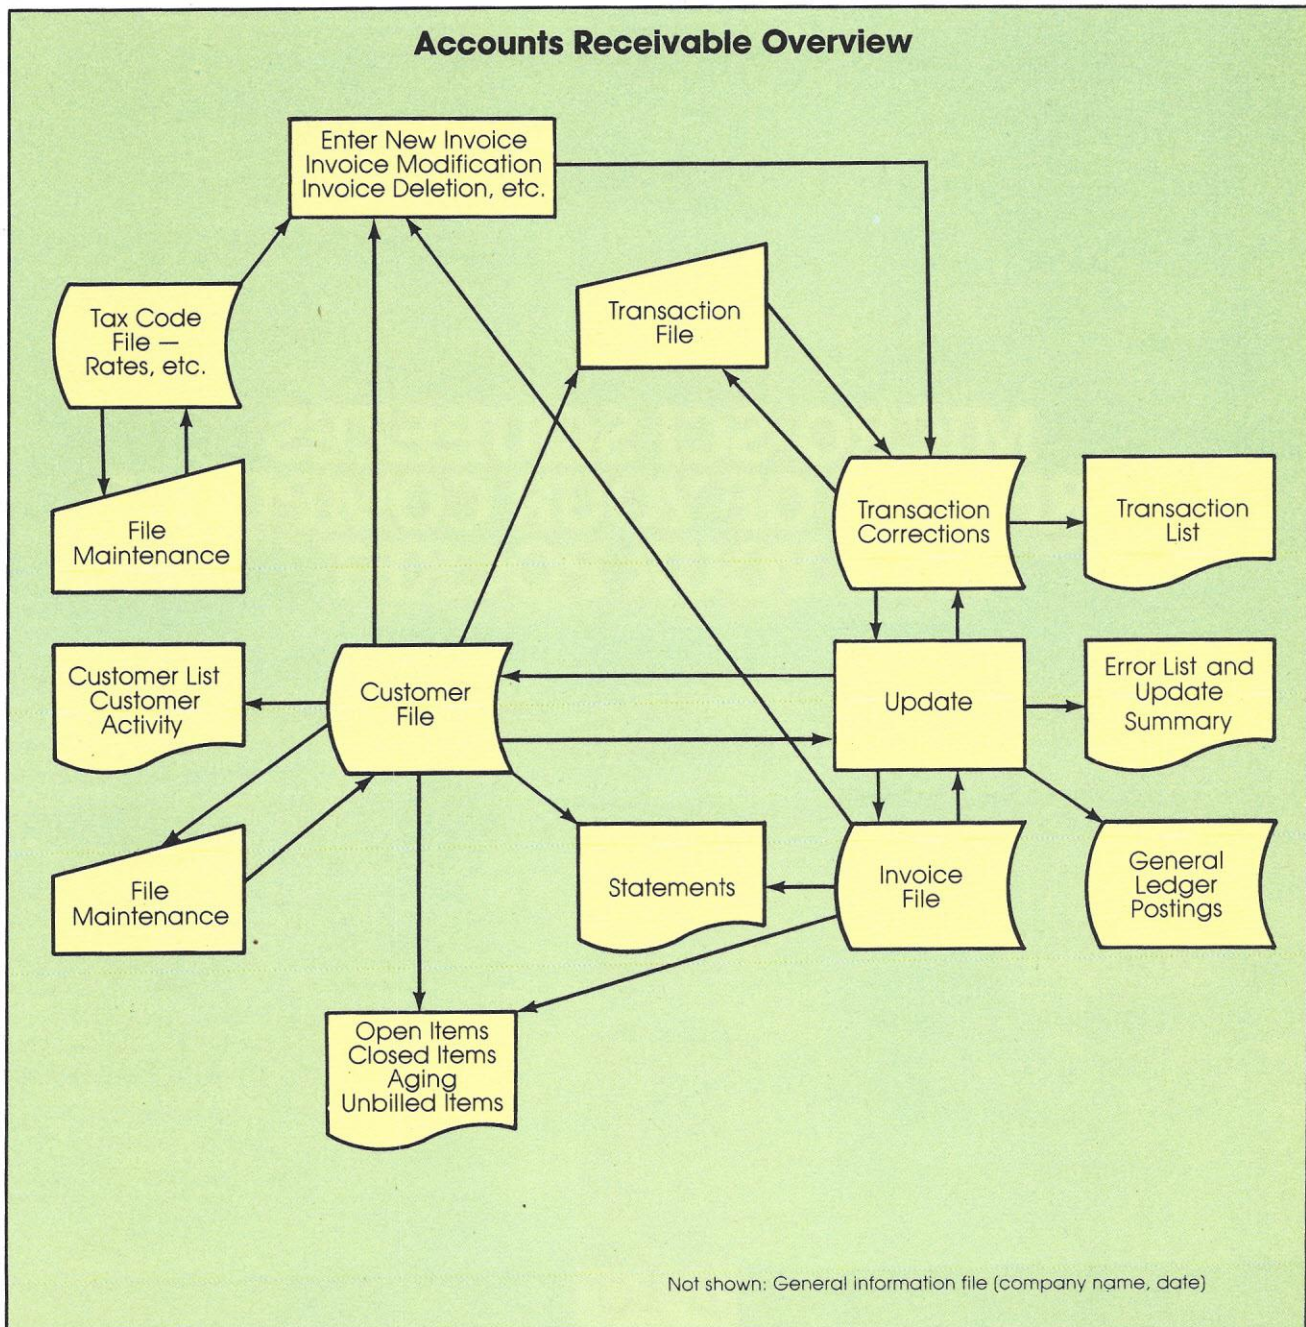 Accounts Receivable Overview
Enter New Invoice
Invoice Modification
Invoice Deletion, etc.
Tax Code
File —
Rates, etc.
Transaction
File
File
Maintenance
Transaction
Corrections
Transaction
List
Customer List
Customer
Activity
Customer
File
Update
Error List and
Update
Summary
File
Maintenance
Statements
Invoice
File
General
Ledger
Postings
Open Items
Closed Items
Aging
Unbilled Items
Not shown: General information file (company name, date)